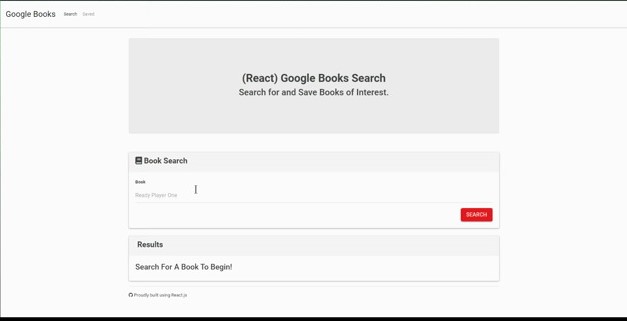 Google Books Search Saved
(React) Google Books Search
Search for and Save Books of Interest.
Book Search
Book
Ready Player One
SEARCH
Results
Search For A Book To Begin!
Proudly built using React.js